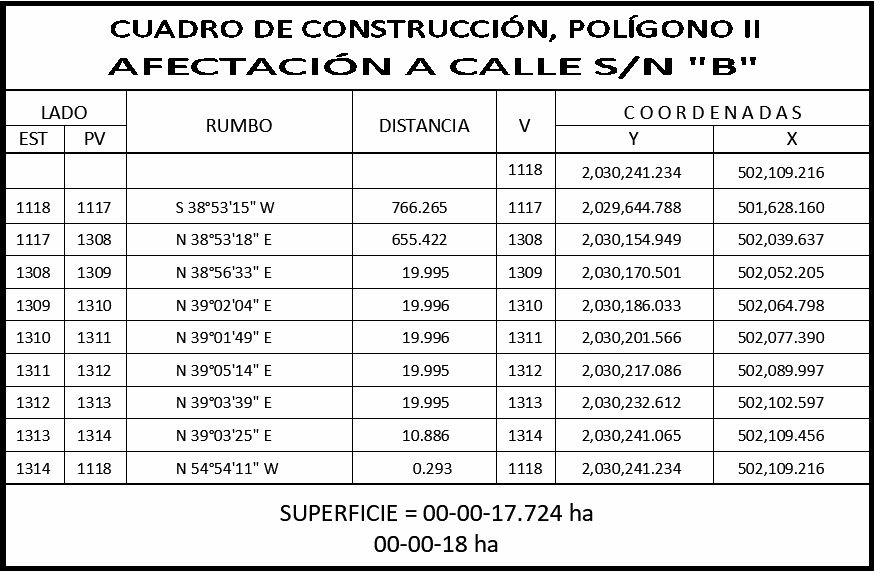 CUADRO DE CONSTRUCCIÓN, POLÍGONO II
AFECTACIÓN A CALLE S/N "B"
LADO RUMBO DISTANCIA V C O O R D E N A D A S
EST PV Y X
1118 2,030,241.234 502,109.216
1118 1117 S 38°53'15" W 766.265 1117 2,029,644.788 501,628.160
1117 1308 N 38°53'18" E 655.422 1308 2,030,154.949 502,039.637
1308 1309 N 38°56'33" E 19.995 1309 2,030,170.501 502,052.205
1309 1310 N 39°02'04" E 19.996 1310 2,030,186.033 502,064.798
1310 1311 N 39°01'49" E 19.996 1311 2,030,201.566 502,077.390
1311 1312 N 39°05'14" E 19.995 1312 2,030,217.086 502,089.997
1312 1313 N 39°03'39" E 19.995 1313 2,030,232.612 502,102.597
1313 1314 N 39°03'25" E 10.886 1314 2,030,241.065 502,109.456
1314 1118 N 54°54'11" W 0.293 1118 2,030,241.234 502,109.216
SUPERFICIE = 00-00-17.724 ha
00-00-18 ha